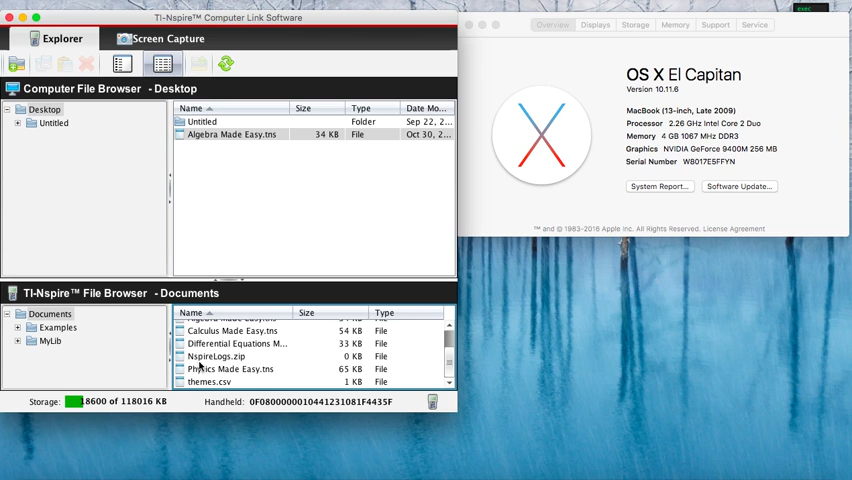 TI-Nspire™ Computer Link Software
exec
Explorer
Screen Capture
Computer File Browser - Desktop
Desktop
Untitled
Name
Size
Type
Date Mo...
Untitled
Folder
Sep 22, 2...
Algebra Made Easy.tns
34 KB
File
Oct 30, 2...
TI-Nspire™ File Browser - Documents
Documents
Examples
MyLib
Name
Size
Type
Calculus Made Easy.tns
54 KB
File
Differential Equations M...
33 KB
File
NspireLogs.zip
0 KB
File
Physics Made Easy.tns
65 KB
File
themes.csv
1 KB
File
Storage:
18600 of 118016 KB
Handheld:
0F0800000010441231081F4435F
Overview
Displays
Storage
Memory
Support
Service
OS X El Capitan
Version 10.11.6
MacBook (13-inch, Late 2009)
Processor 2.26 GHz Intel Core 2 Duo
Memory 4 GB 1067 MHz DDR3
Graphics NVIDIA GeForce 9400M 256 MB
Serial Number W8017E5FFYN
System Report...
Software Update...
™ and © 1983-2016 Apple Inc. All Rights Reserved. License Agreement